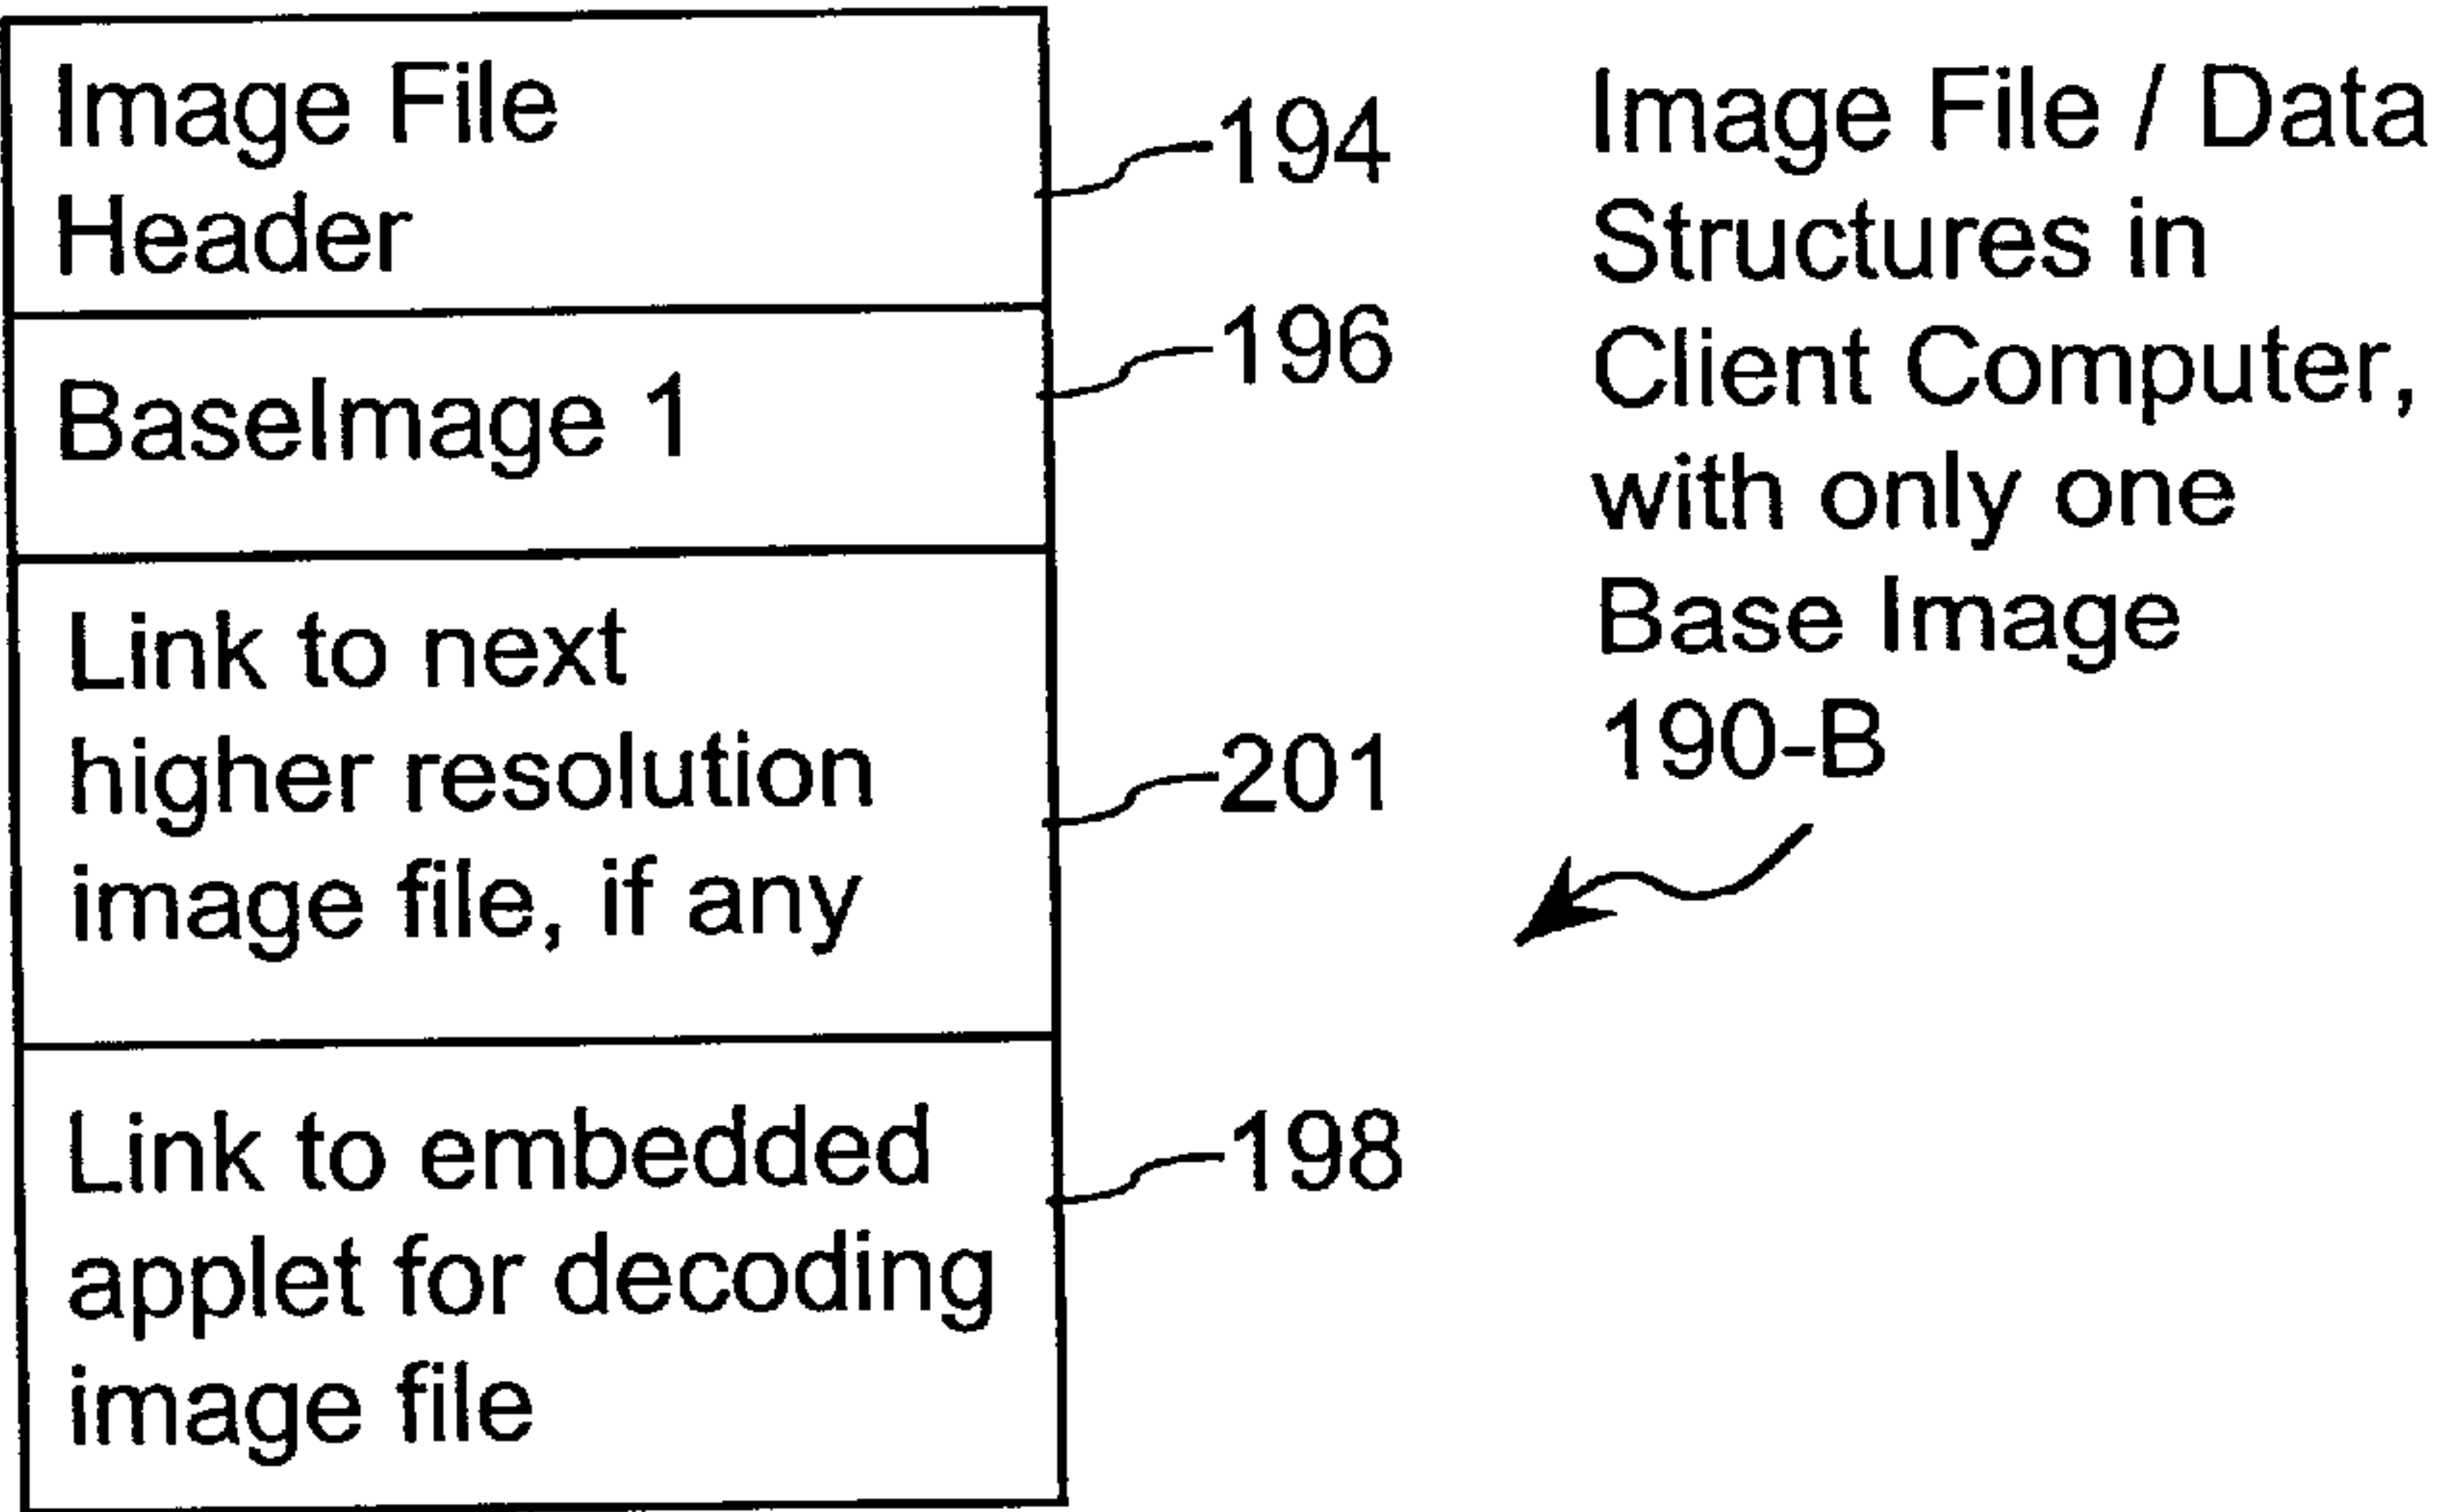 Image File
Header
194
BaseImage 1
196
Link to next
higher resolution
image file, if any
201
Link to embedded
applet for decoding
image file
198
Image File / Data
Structures in
Client Computer,
with only one
Base Image
190-B